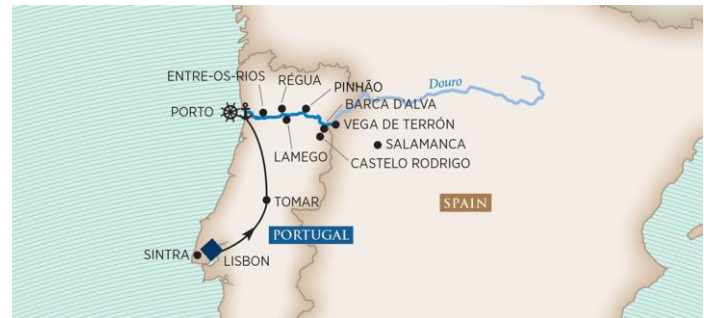 ENTRE-OS-RIOS
RÉGUA
PINHÃO
Douro
BARCA D'ALVA
PORTO
VEGA DE TERRÓN
SALAMANCA
LAMEGO
CASTELO RODRIGO
TOMAR
SPAIN
PORTUGAL
SINTRA
LISBON